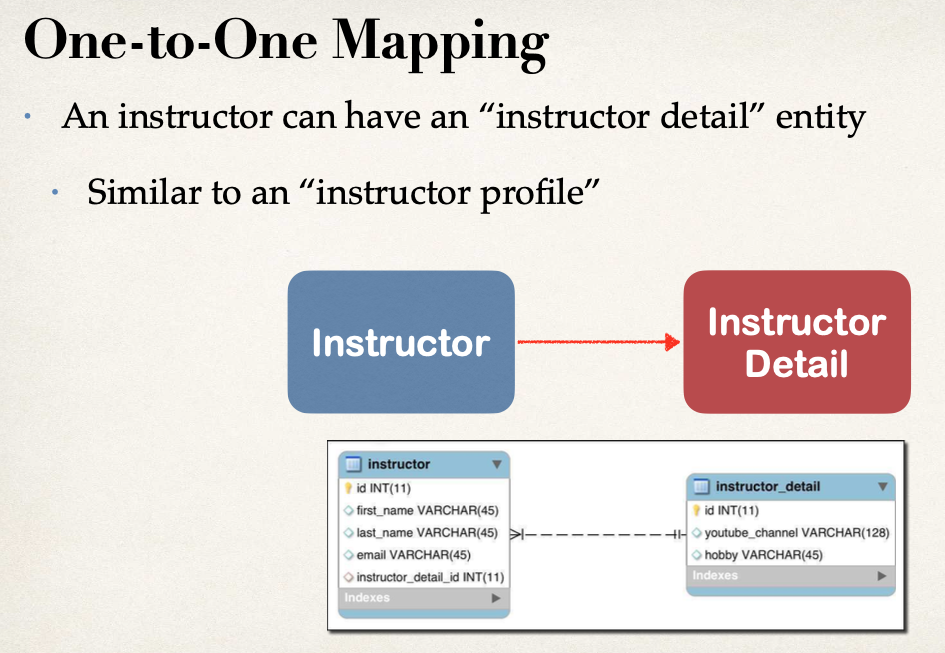 One-to-One Mapping
• An instructor can have an “instructor detail” entity
• Similar to an “instructor profile”
Instructor
Instructor
Detail
instructor
id INT(11)
first_name VARCHAR(45)
last_name VARCHAR(45)
email VARCHAR(45)
instructor_detail_id INT(11)
Indexes
instructor_detail
id INT(11)
youtube_channel VARCHAR(128)
hobby VARCHAR(45)
Indexes